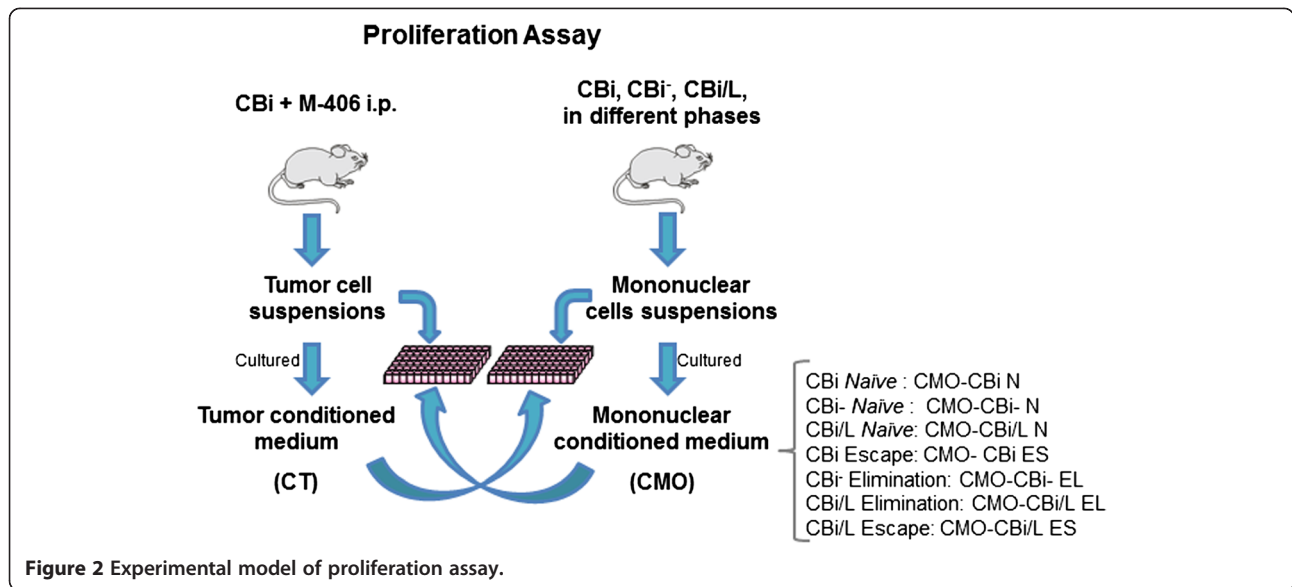 Proliferation Assay
CBi + M-406 i.p.
CBi, CBi⁻, CBi/L,
in different phases
Tumor cell
suspensions
Mononuclear
cells suspensions
Cultured
Cultured
Tumor conditioned
medium
(CT)
Mononuclear
conditioned medium
(CMO)
CBi Naïve : CMO-CBi N
CBi- Naïve : CMO-CBi- N
CBi/L Naïve: CMO-CBi/L N
CBi Escape: CMO- CBi ES
CBi⁻ Elimination: CMO-CBi- EL
CBi/L Elimination: CMO-CBi/L EL
CBi/L Escape: CMO-CBi/L ES
Figure 2 Experimental model of proliferation assay.